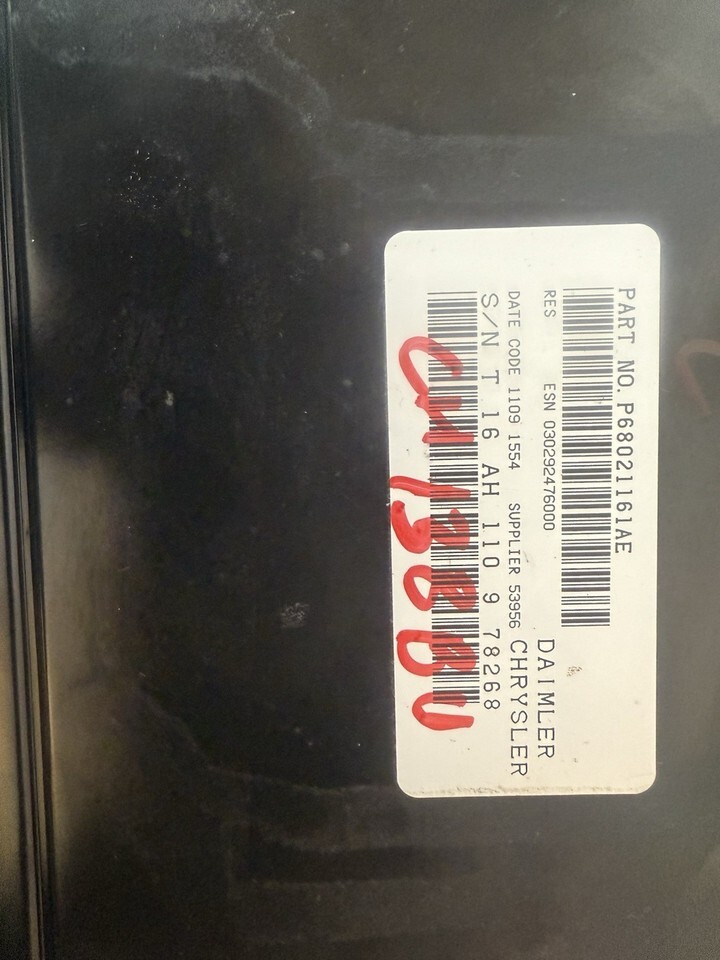 PART NO. P68021161AE
RES ESN 030292476000
DAIMLER
CHRYSLER
DATE CODE 1109 1554 SUPPLIER 53956
S/N T 16 AH 110 9 78268